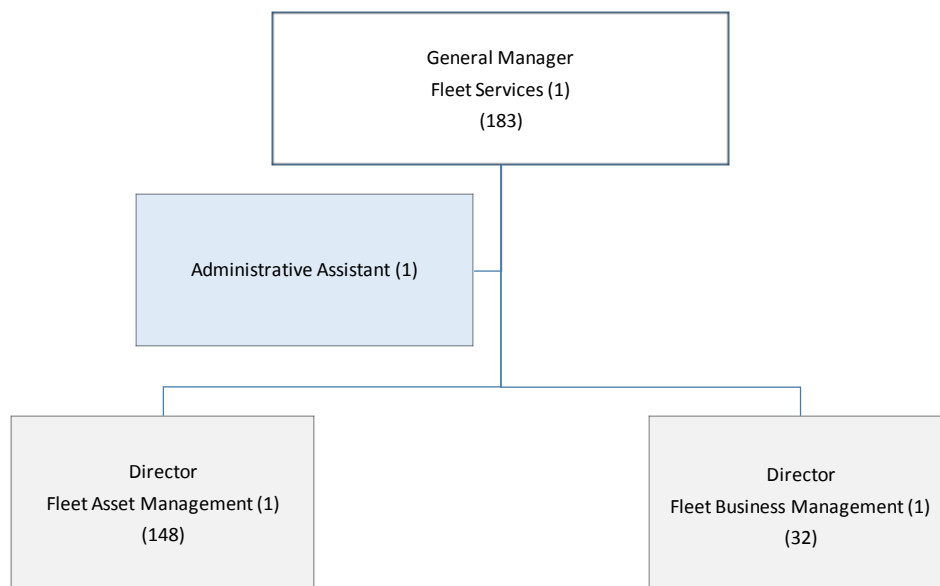 General Manager
Fleet Services (1)
(183)
Administrative Assistant (1)
Director
Fleet Asset Management (1)
(148)
Director
Fleet Business Management (1)
(32)